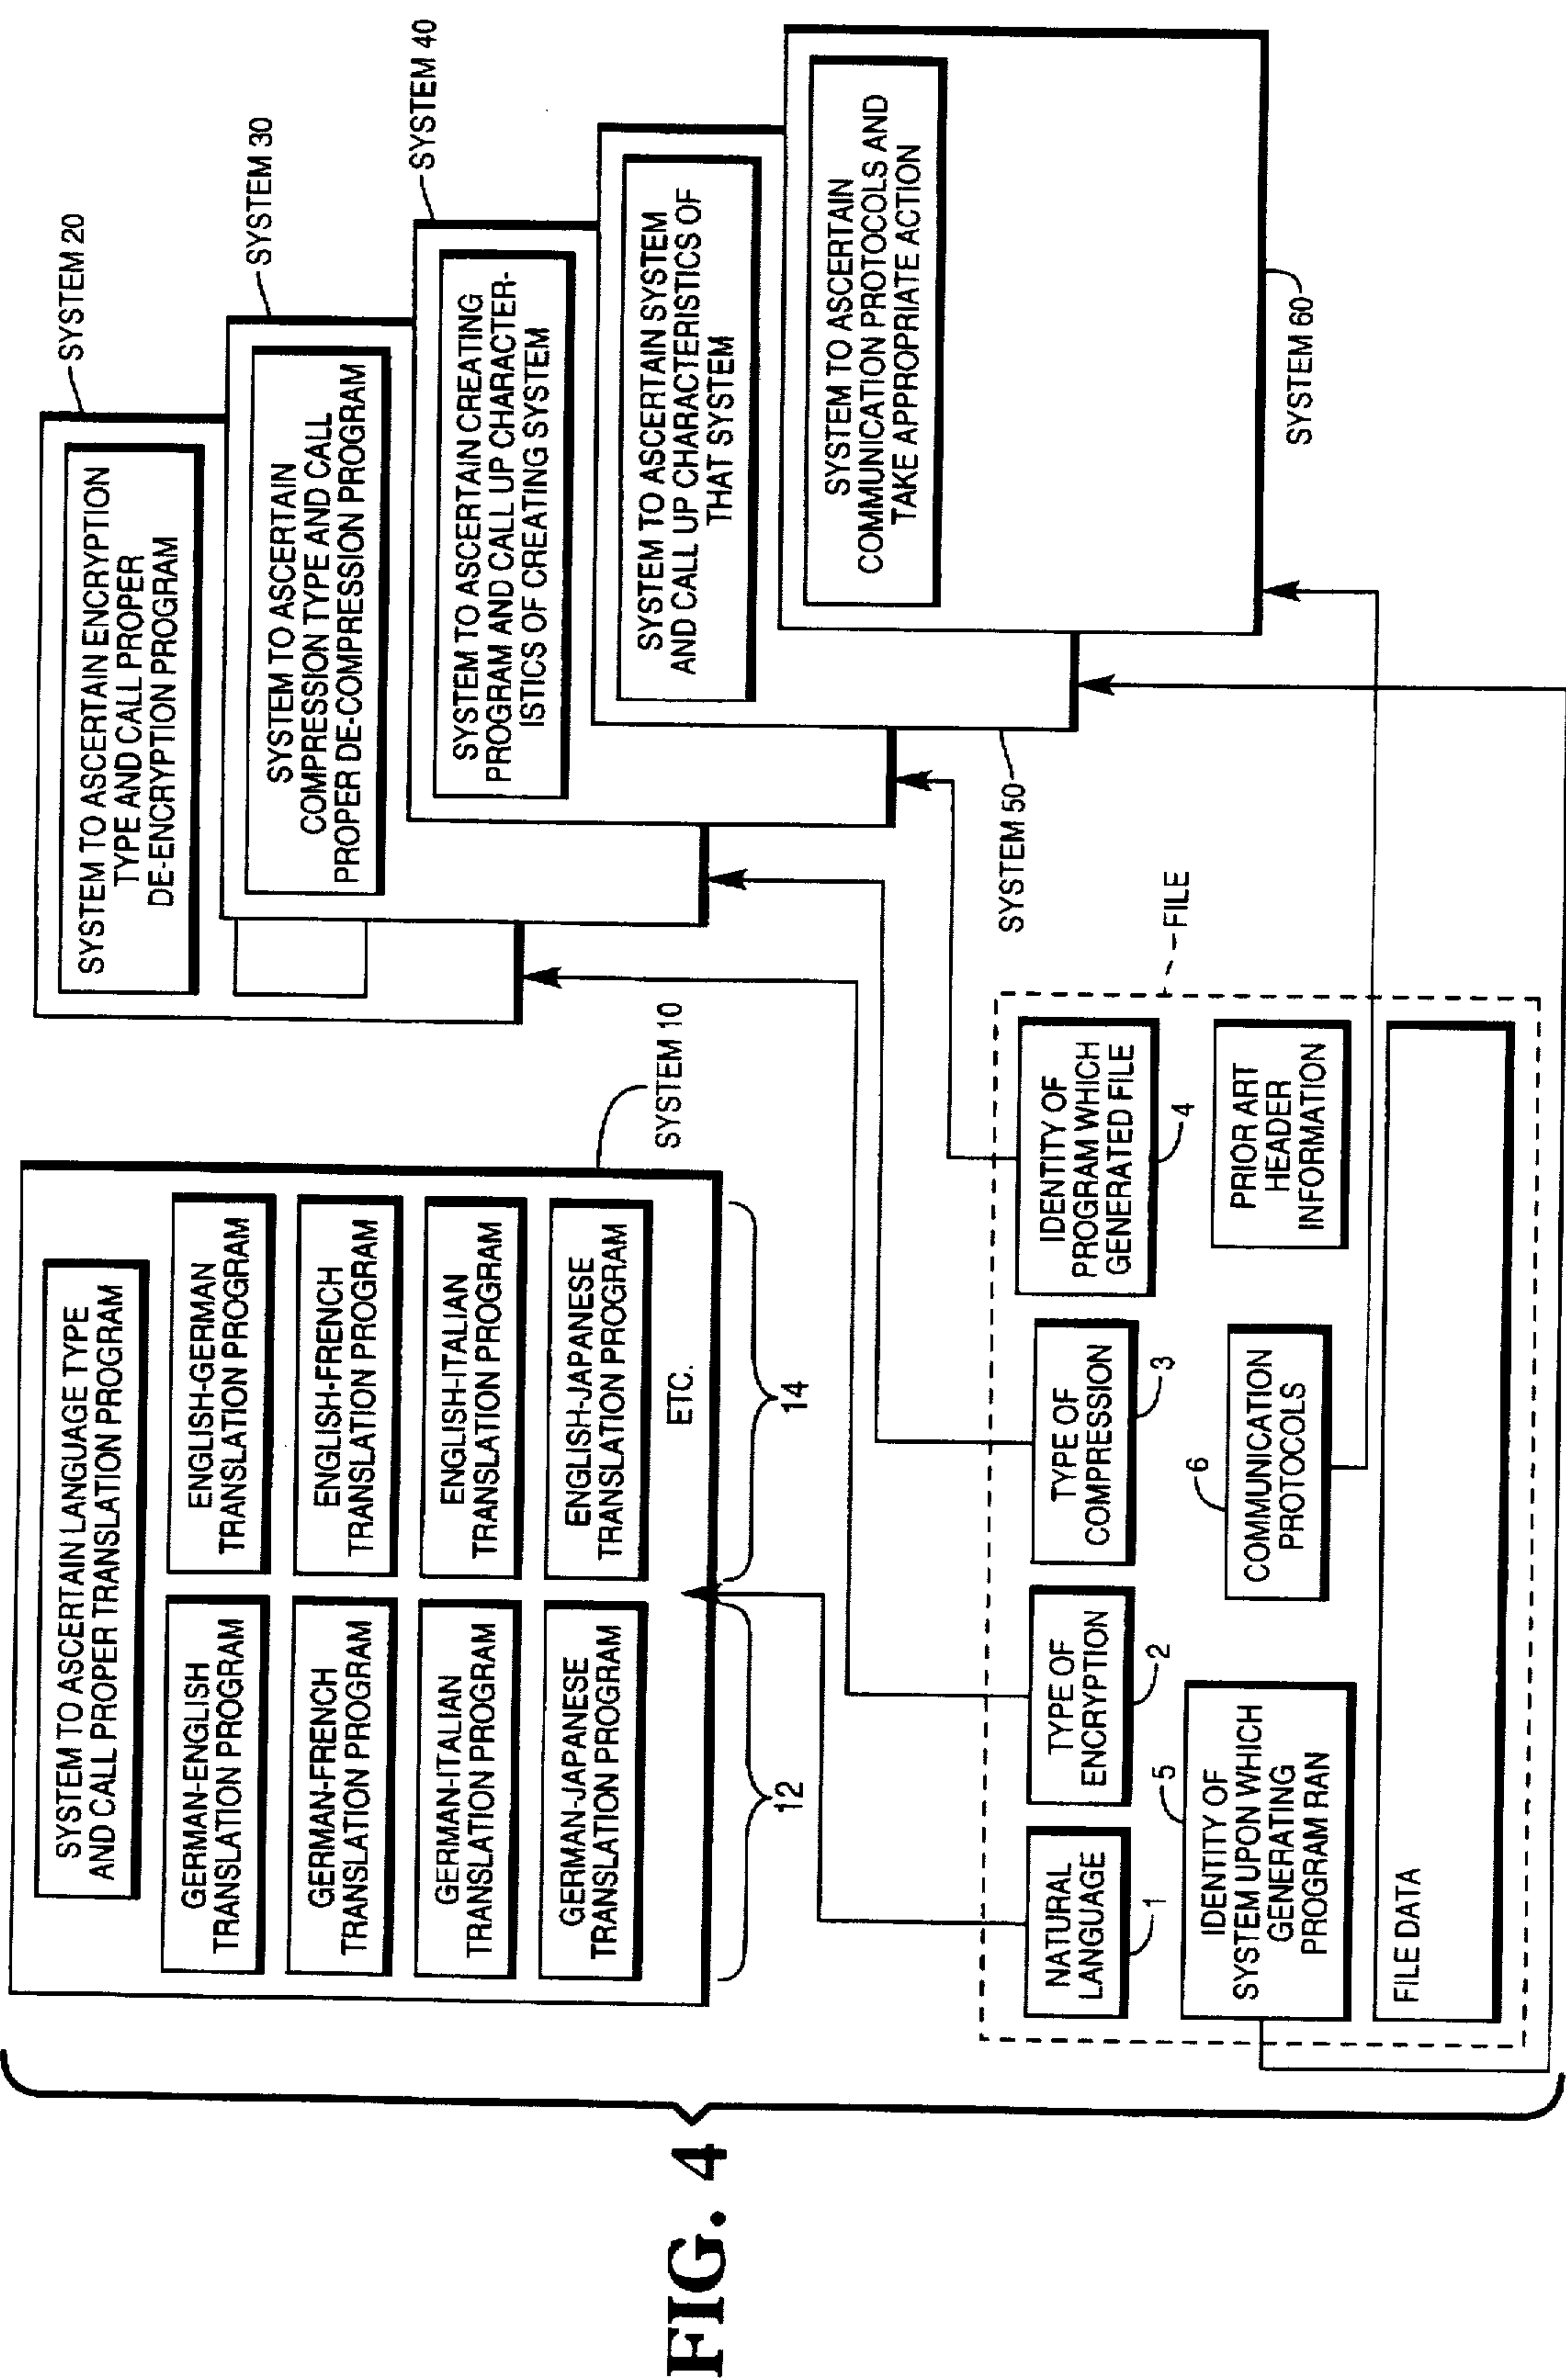 SYSTEM TO ASCERTAIN LANGUAGE TYPE
AND CALL PROPER TRANSLATION PROGRAM
GERMAN-ENGLISH
TRANSLATION PROGRAM
ENGLISH-GERMAN
TRANSLATION PROGRAM
GERMAN-FRENCH
TRANSLATION PROGRAM
ENGLISH-FRENCH
TRANSLATION PROGRAM
GERMAN-ITALIAN
TRANSLATION PROGRAM
ENGLISH-ITALIAN
TRANSLATION PROGRAM
GERMAN-JAPANESE
TRANSLATION PROGRAM
ENGLISH-JAPANESE
TRANSLATION PROGRAM
ETC.
12
14
SYSTEM 10
SYSTEM TO ASCERTAIN ENCRYPTION
TYPE AND CALL PROPER
DE-ENCRYPTION PROGRAM
SYSTEM 20
SYSTEM TO ASCERTAIN
COMPRESSION TYPE AND CALL
PROPER DE-COMPRESSION PROGRAM
SYSTEM 30
SYSTEM TO ASCERTAIN CREATING
PROGRAM AND CALL UP CHARACTER-
ISTICS OF CREATING SYSTEM
SYSTEM 40
SYSTEM TO ASCERTAIN SYSTEM
AND CALL UP CHARACTERISTICS OF
THAT SYSTEM
SYSTEM 50
SYSTEM TO ASCERTAIN
COMMUNICATION PROTOCOLS AND
TAKE APPROPRIATE ACTION
SYSTEM 60
FILE
NATURAL
LANGUAGE
1
TYPE OF
ENCRYPTION
2
TYPE OF
COMPRESSION
3
IDENTITY OF
PROGRAM WHICH
GENERATED FILE
4
5
IDENTITY OF
SYSTEM UPON WHICH
GENERATING
PROGRAM RAN
6
COMMUNICATION
PROTOCOLS
PRIOR ART
HEADER
INFORMATION
FILE DATA
FIG. 4